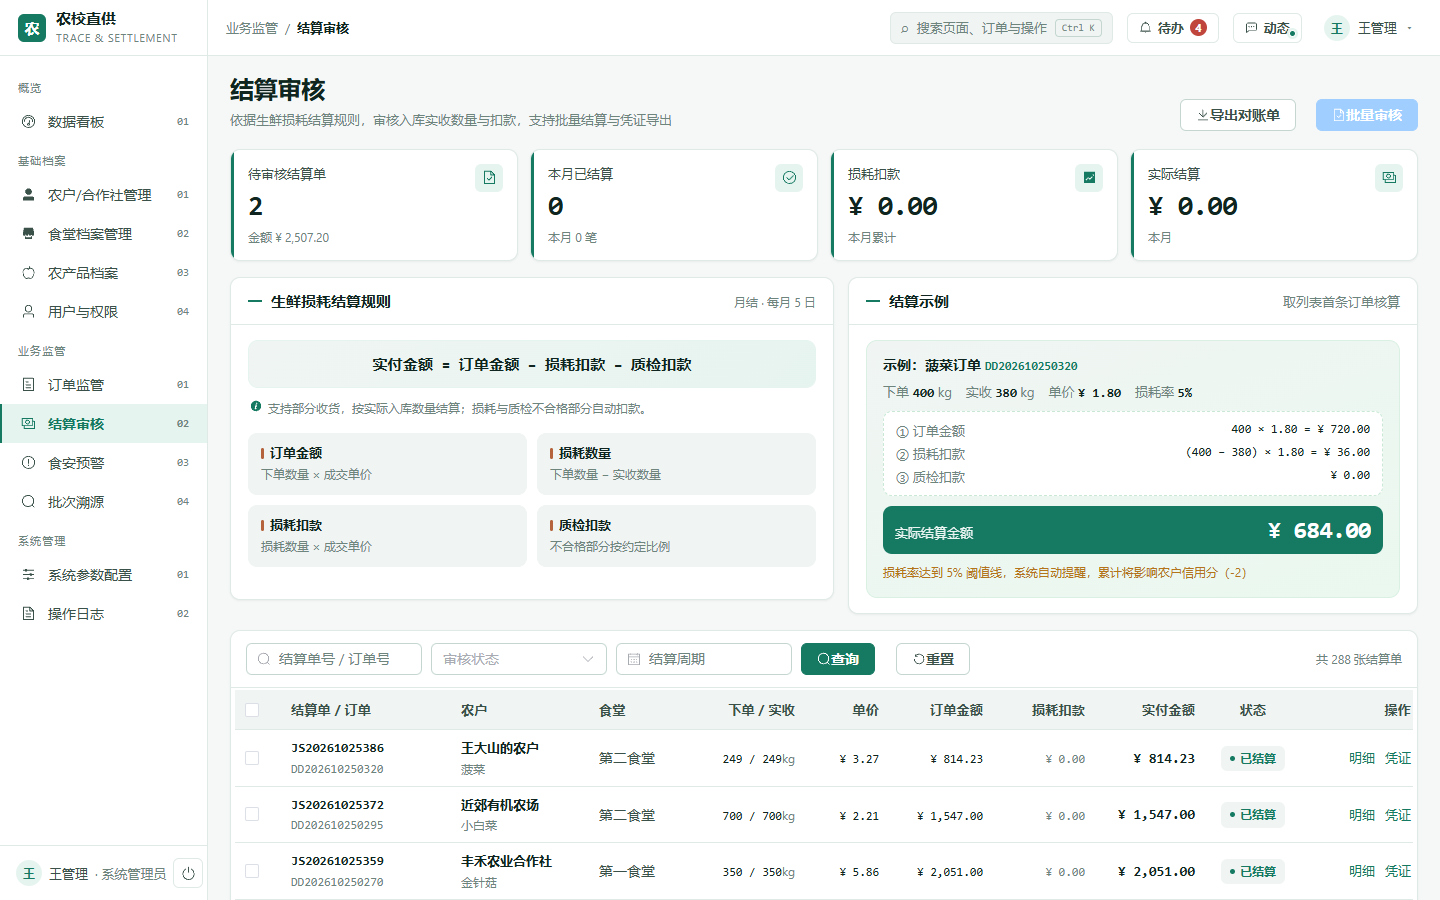 农
农校直供
TRACE & SETTLEMENT
业务监管 / 结算审核
搜索页面、订单与操作 Ctrl K
待办 4
动态
王 王管理
概览
数据看板 01
基础档案
农户/合作社管理 01
食堂档案管理 02
农产品档案 03
用户与权限 04
业务监管
订单监管 01
结算审核 02
食安预警 03
批次溯源 04
系统管理
系统参数配置 01
操作日志 02
王 王管理 · 系统管理员
结算审核
依据生鲜损耗结算规则，审核入库实收数量与扣款，支持批量结算与凭证导出
导出对账单
批量审核
待审核结算单
2
金额 ¥ 2,507.20
本月已结算
0
本月 0 笔
损耗扣款
¥ 0.00
本月累计
实际结算
¥ 0.00
本月
生鲜损耗结算规则 月结 · 每月 5 日
实付金额 = 订单金额 − 损耗扣款 − 质检扣款
支持部分收货，按实际入库数量结算；损耗与质检不合格部分自动扣款。
订单金额
下单数量 × 成交单价
损耗数量
下单数量 − 实收数量
损耗扣款
损耗数量 × 成交单价
质检扣款
不合格部分按约定比例
结算示例 取列表首条订单核算
示例：菠菜订单 DD202610250320
下单 400 kg 实收 380 kg 单价 ¥ 1.80 损耗率 5%
① 订单金额 400 × 1.80 = ¥ 720.00
② 损耗扣款 (400 − 380) × 1.80 = ¥ 36.00
③ 质检扣款 ¥ 0.00
实际结算金额 ¥ 684.00
损耗率达到 5% 阈值线，系统自动提醒，累计将影响农户信用分（-2）
结算单号 / 订单号 审核状态 结算周期 查询 重置 共 288 张结算单
结算单 / 订单 农户 食堂 下单 / 实收 单价 订单金额 损耗扣款 实付金额 状态 操作
JS20261025386 王大山的农户 第二食堂 249 / 249kg ¥ 3.27 ¥ 814.23 ¥ 0.00 ¥ 814.23 已结算 明细 凭证
DD202610250320 菠菜
JS20261025372 近郊有机农场 第二食堂 700 / 700kg ¥ 2.21 ¥ 1,547.00 ¥ 0.00 ¥ 1,547.00 已结算 明细 凭证
DD202610250295 小白菜
JS20261025359 丰禾农业合作社 第一食堂 350 / 350kg ¥ 5.86 ¥ 2,051.00 ¥ 0.00 ¥ 2,051.00 已结算 明细 凭证
DD202610250270 金针菇